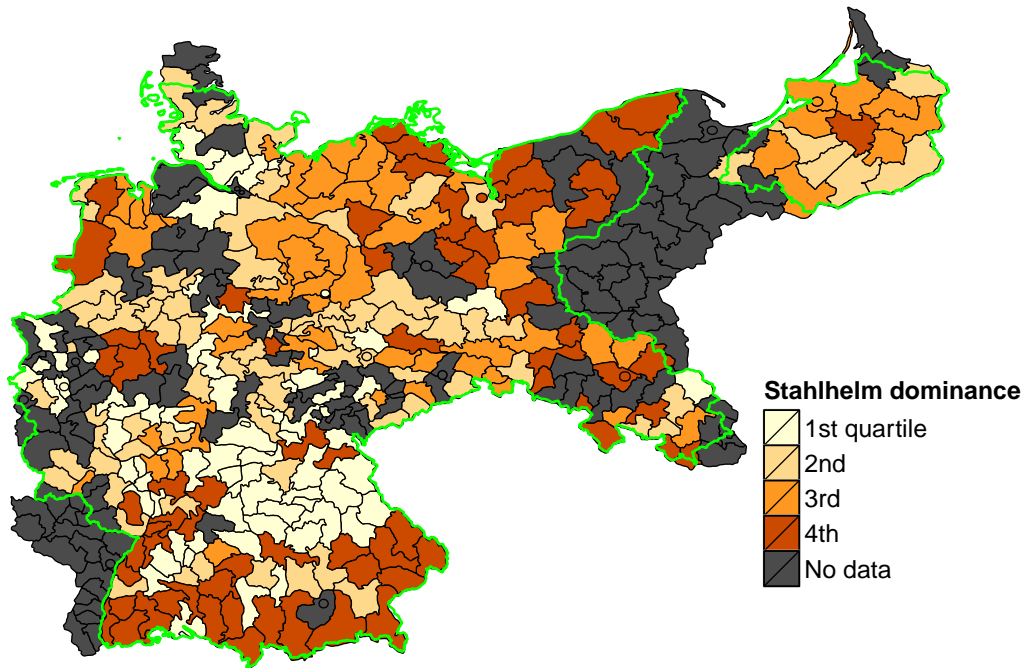 Stahlhelm dominance
1st quartile
2nd
3rd
4th
No data